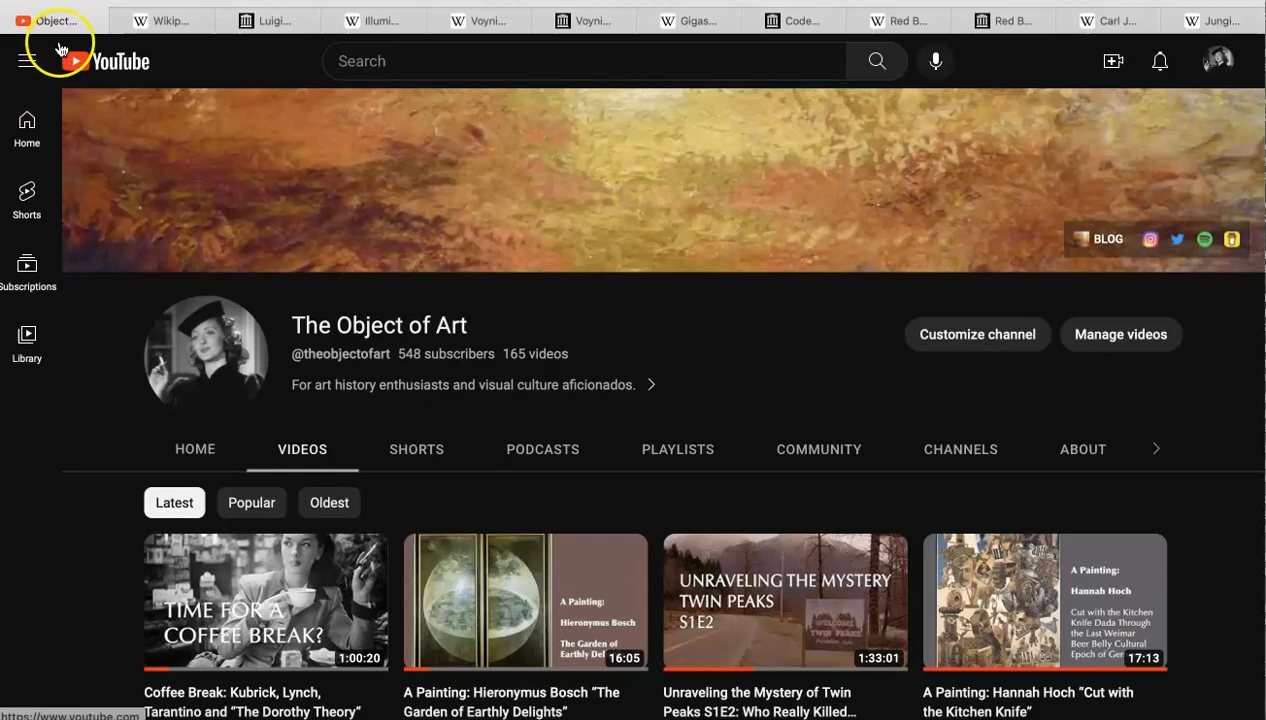 Object...
Wikip...
Luigi...
Illumi...
Voyni...
Voyni...
Gigas...
Code...
Red B...
Red B...
Carl J...
Jungi...
YouTube
Search
Home
Shorts
Subscriptions
Library
BLOG
The Object of Art
@theobjectofart 548 subscribers 165 videos
For art history enthusiasts and visual culture aficionados.
Customize channel
Manage videos
HOME
VIDEOS
SHORTS
PODCASTS
PLAYLISTS
COMMUNITY
CHANNELS
ABOUT
Latest
Popular
Oldest
TIME FOR A
COFFEE BREAK?
1:00:20
Coffee Break: Kubrick, Lynch,
Tarantino and “The Dorothy Theory”
A Painting:
Hieronymus Bosch
The Garden of
Earthly
16:05
A Painting: Hieronymus Bosch “The
Garden of Earthly Delights”
UNRAVELING THE MYSTERY
TWIN PEAKS
S1E2
WELCOME
TWIN PEAKS
1:33:01
Unraveling the Mystery of Twin
Peaks S1E2: Who Really Killed...
A Painting:
Hannah Hoch
Cut with the
Kitchen Knife
Dada Through
the Last Weimar
Beer Belly Cultural
Epoch of
17:13
A Painting: Hannah Hoch “Cut with
the Kitchen Knife”
https://www.youtube.com